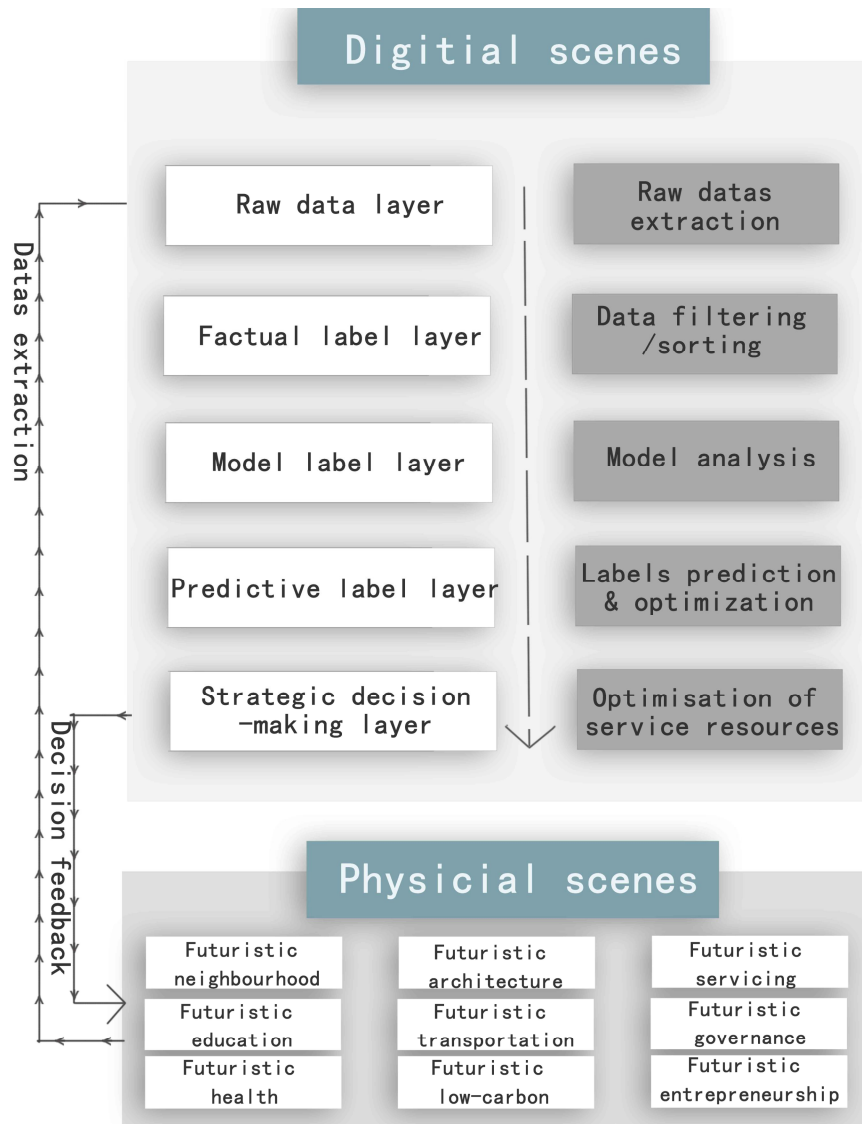 Digitial scenes
Raw data layer
Raw datas
extraction
Factual label layer
Data filtering
/sorting
Model label layer
Model analysis
Predictive label layer
Labels prediction
& optimization
Strategic decision
-making layer
Optimisation of
service resources
Datas extraction
Decision feedback
Physicial scenes
Futuristic
neighbourhood
Futuristic
architecture
Futuristic
servicing
Futuristic
education
Futuristic
transportation
Futuristic
governance
Futuristic
health
Futuristic
low-carbon
Futuristic
entrepreneurship